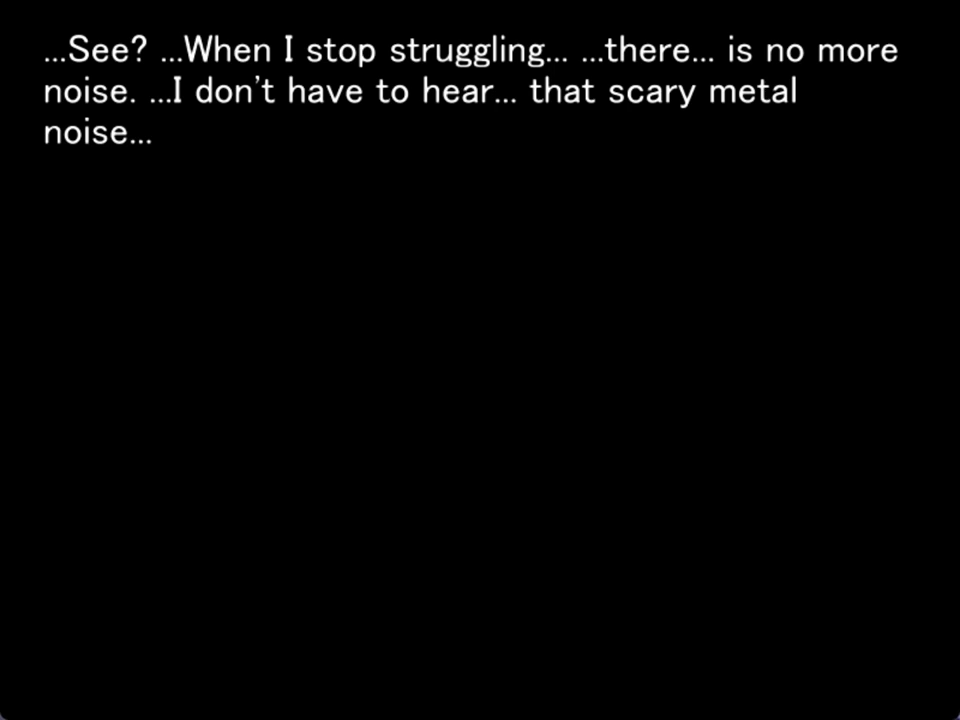 ...See? ...When I stop struggling... ...there... is no more
noise. ...I don't have to hear... that scary metal
noise...